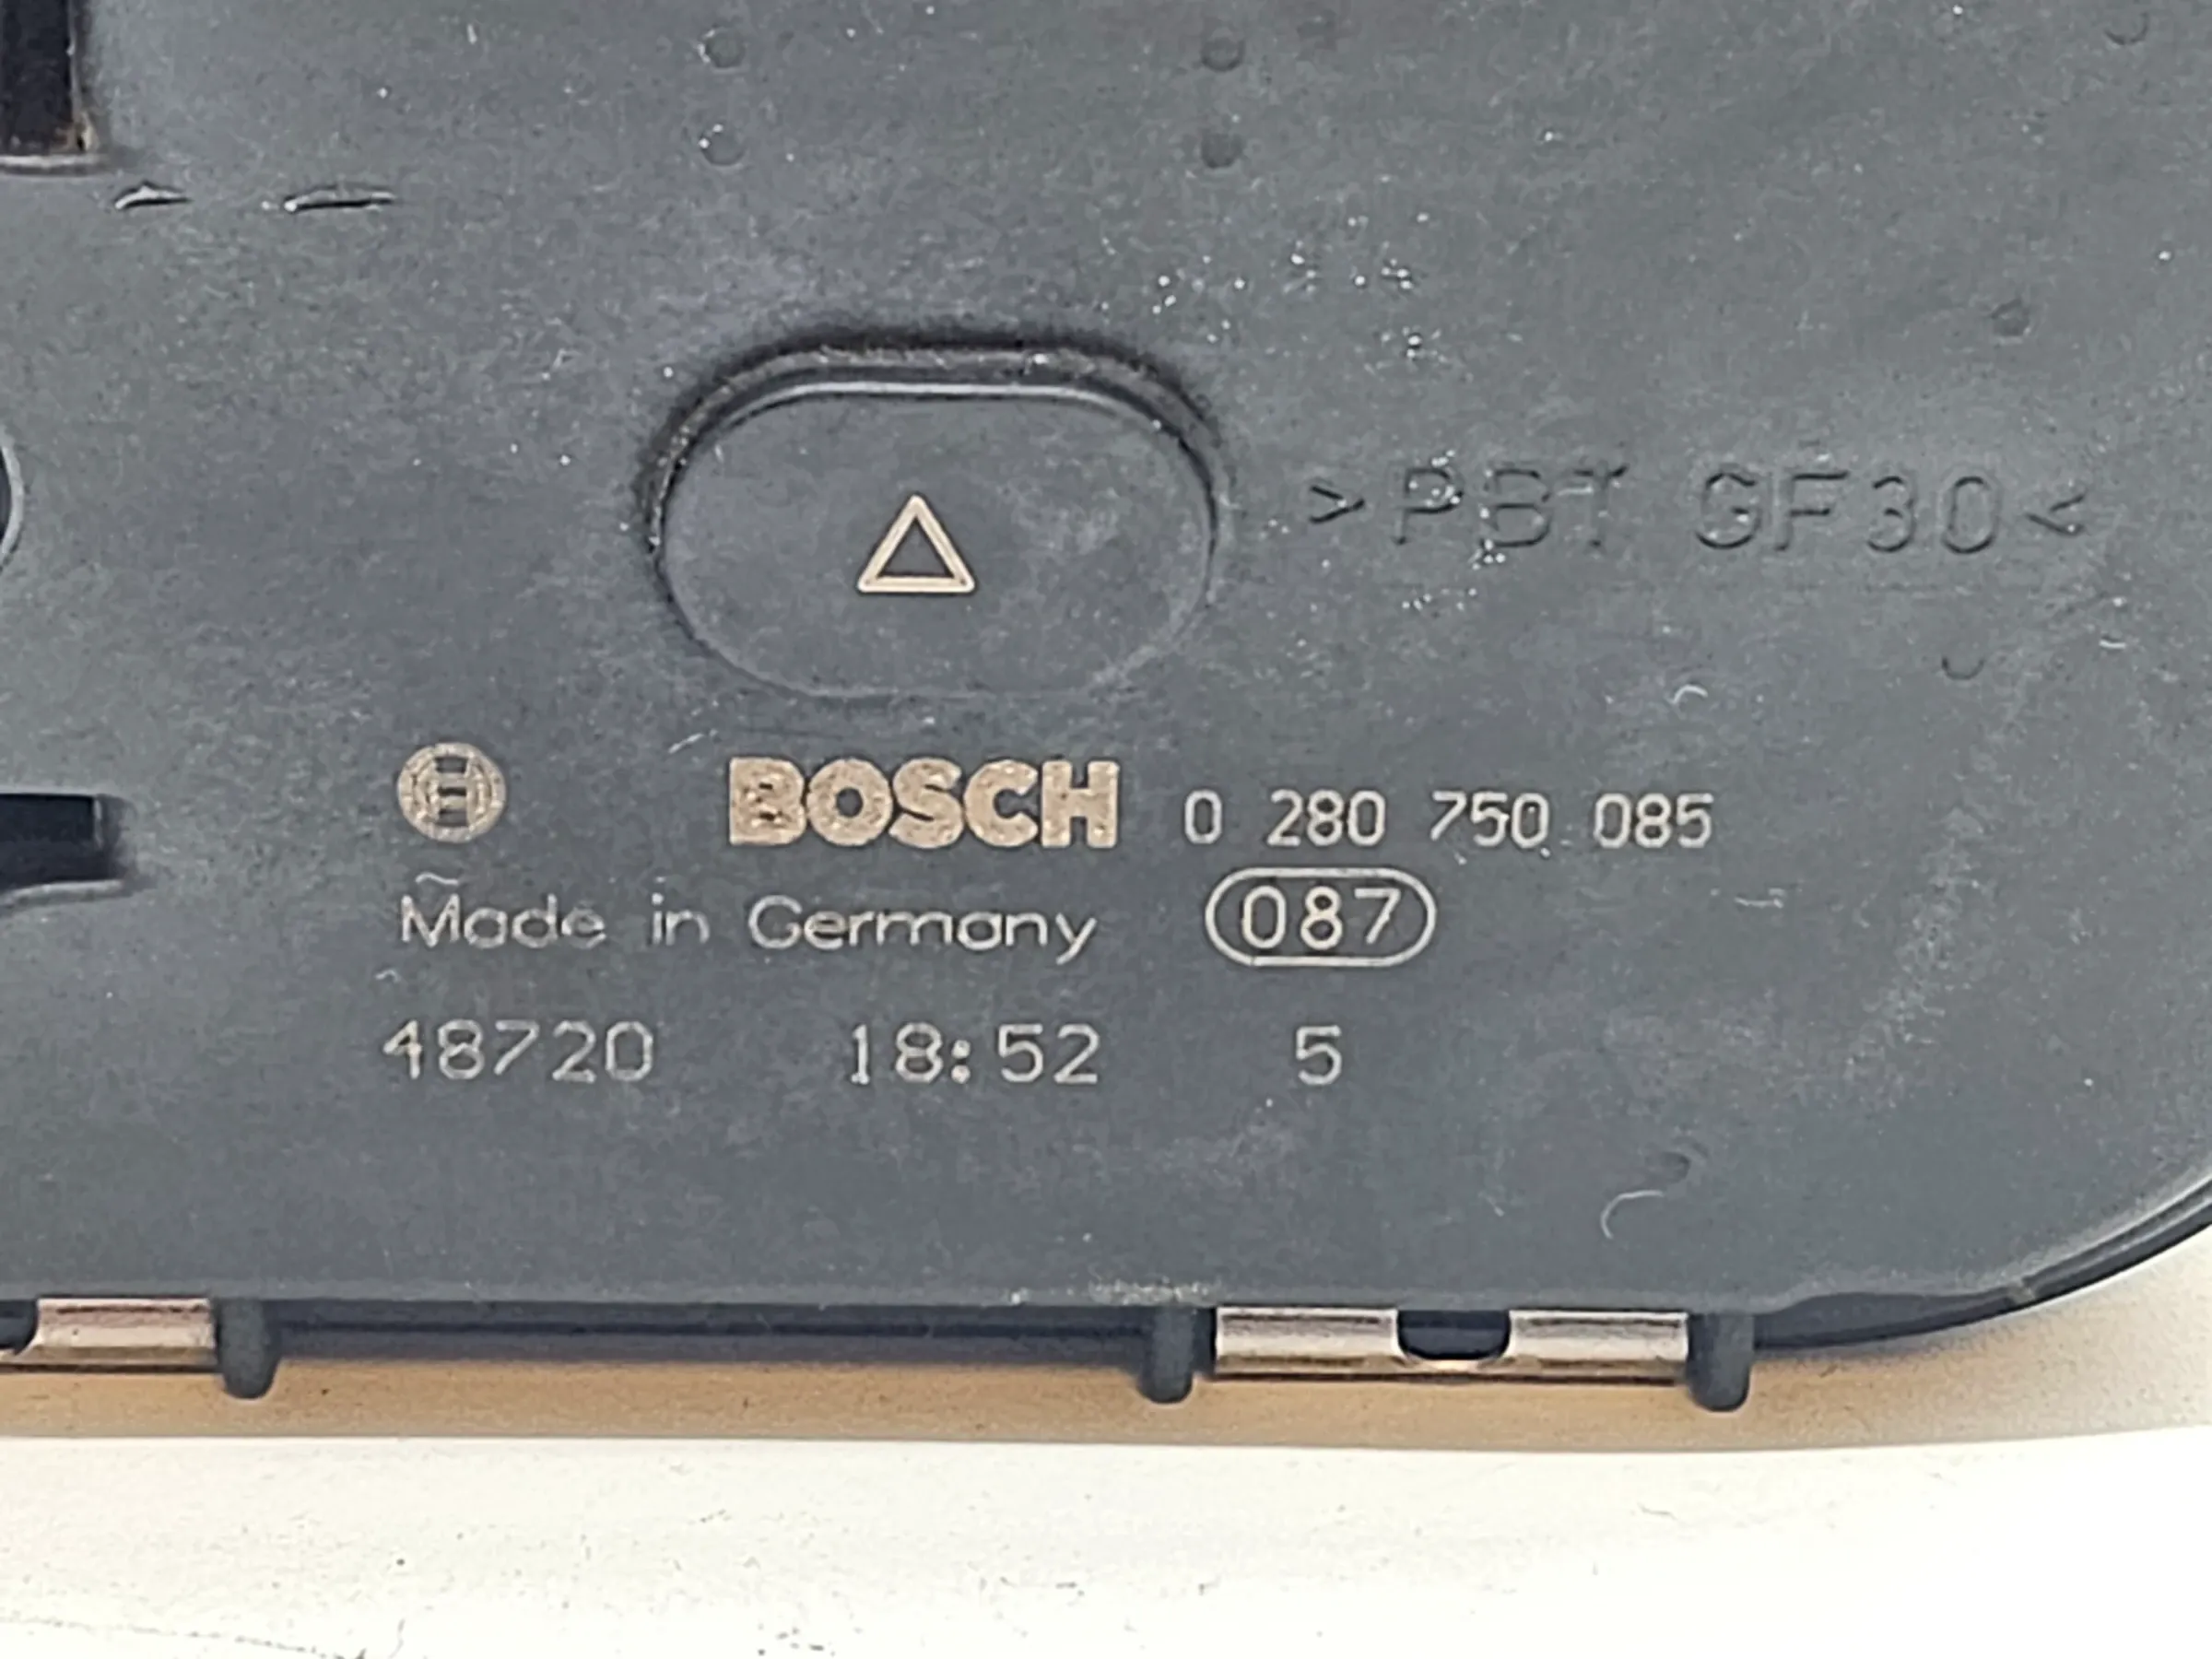 >PBT GF30<
BOSCH 0 280 750 085
Made in Germany 087
48720 18:52 5